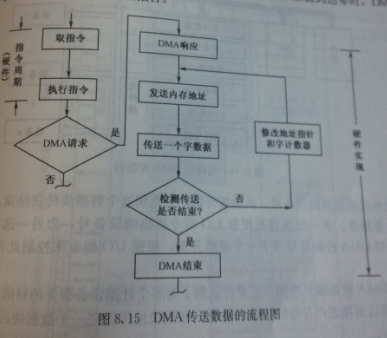 取指令
指令周期
(硬件)
执行指令
DMA请求
是
否
DMA响应
发送内存地址
传送一个字数据
修改地址指针
和字计数器
检测传送
是否结束?
否
是
DMA结束
硬件实现
图 8.15 DMA 传送数据的流程图